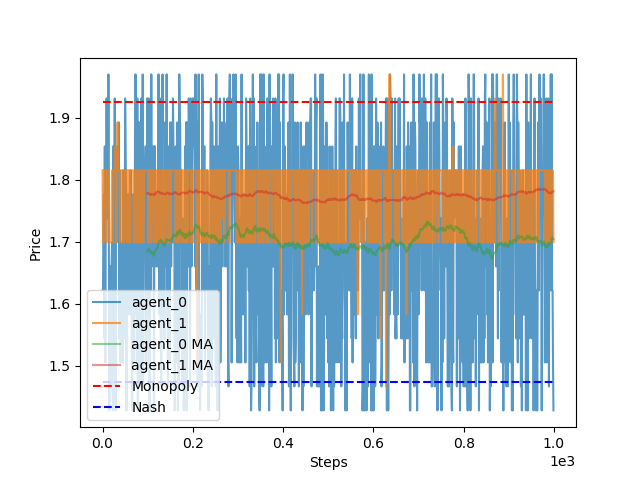 Price
1.9
1.8
1.7
1.6
1.5
agent_0
agent_1
agent_0 MA
agent_1 MA
Monopoly
Nash
0.0 0.2 0.4 0.6 0.8 1.0
Steps
1e3